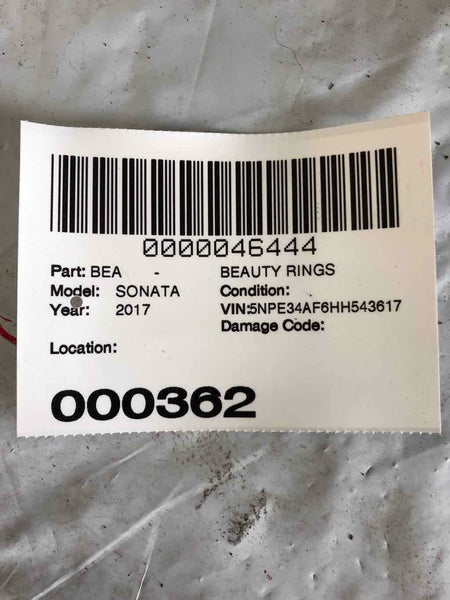 0000046444
Part: BEA - BEAUTY RINGS
Model: SONATA Condition:
Year: 2017 VIN:5NPE34AF6HH543617
Damage Code:
Location:
000362